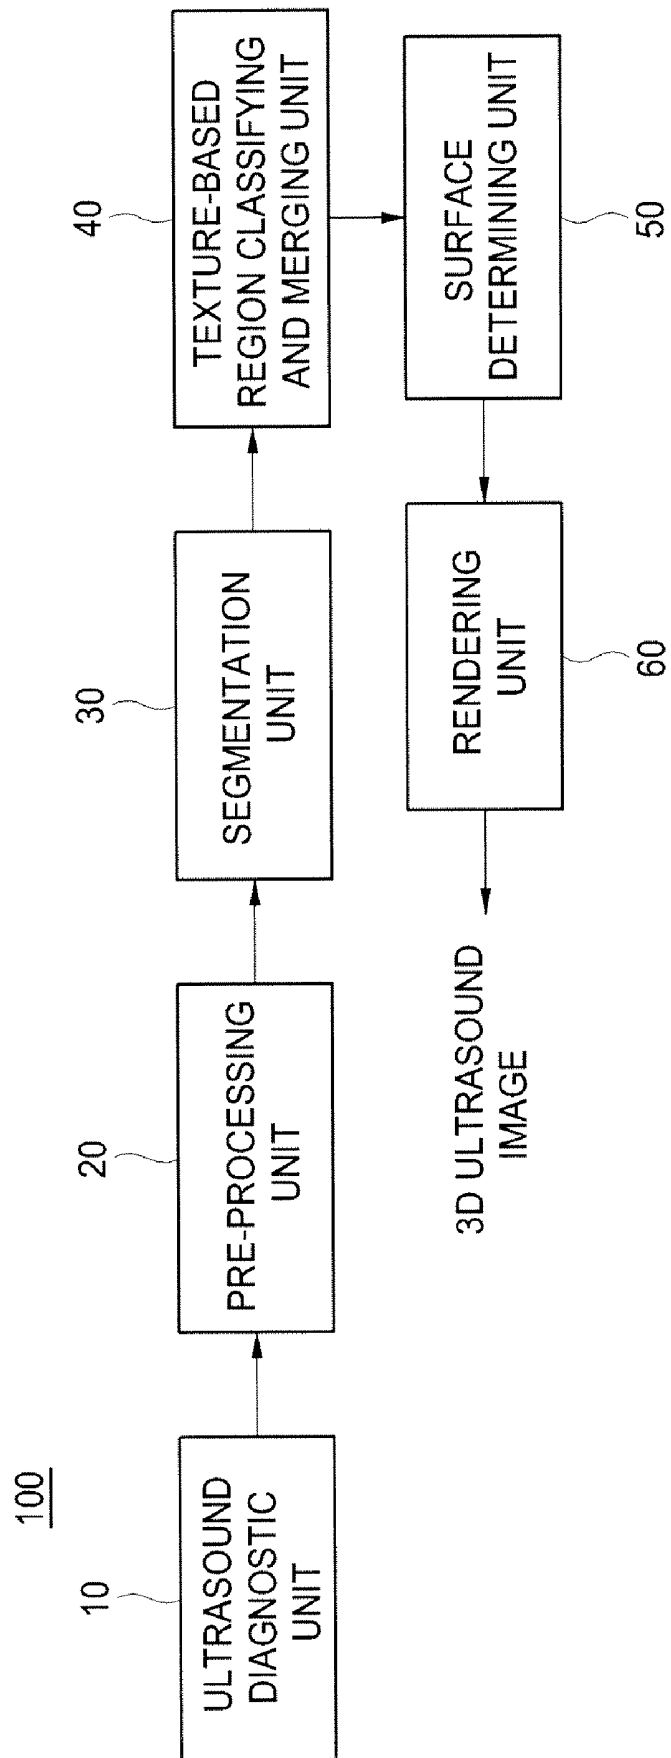 100
10
ULTRASOUND
DIAGNOSTIC
UNIT
20
PRE-PROCESSING
UNIT
30
SEGMENTATION
UNIT
40
TEXTURE-BASED
REGION CLASSIFYING
AND MERGING UNIT
SURFACE
DETERMINING UNIT
50
RENDERING
UNIT
60
3D ULTRASOUND
IMAGE